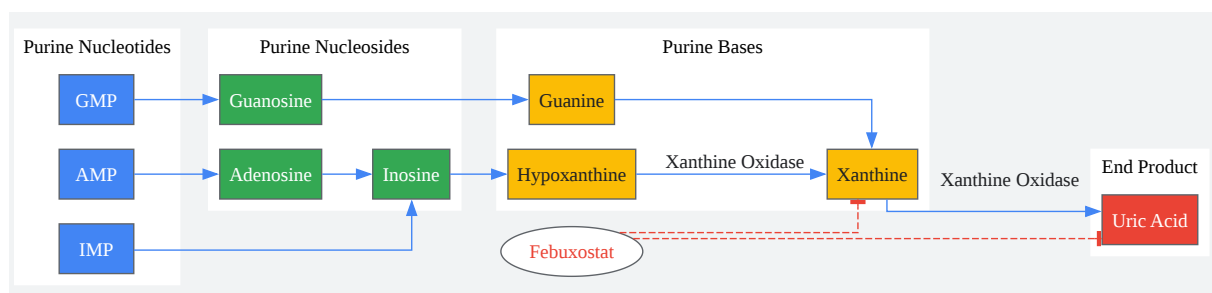 Purine Nucleotides
Purine Nucleosides
Purine Bases
GMP
Guanosine
Guanine
AMP
Adenosine
Inosine
Hypoxanthine
Xanthine Oxidase
Xanthine
Xanthine Oxidase
End Product
Uric Acid
IMP
Febuxostat